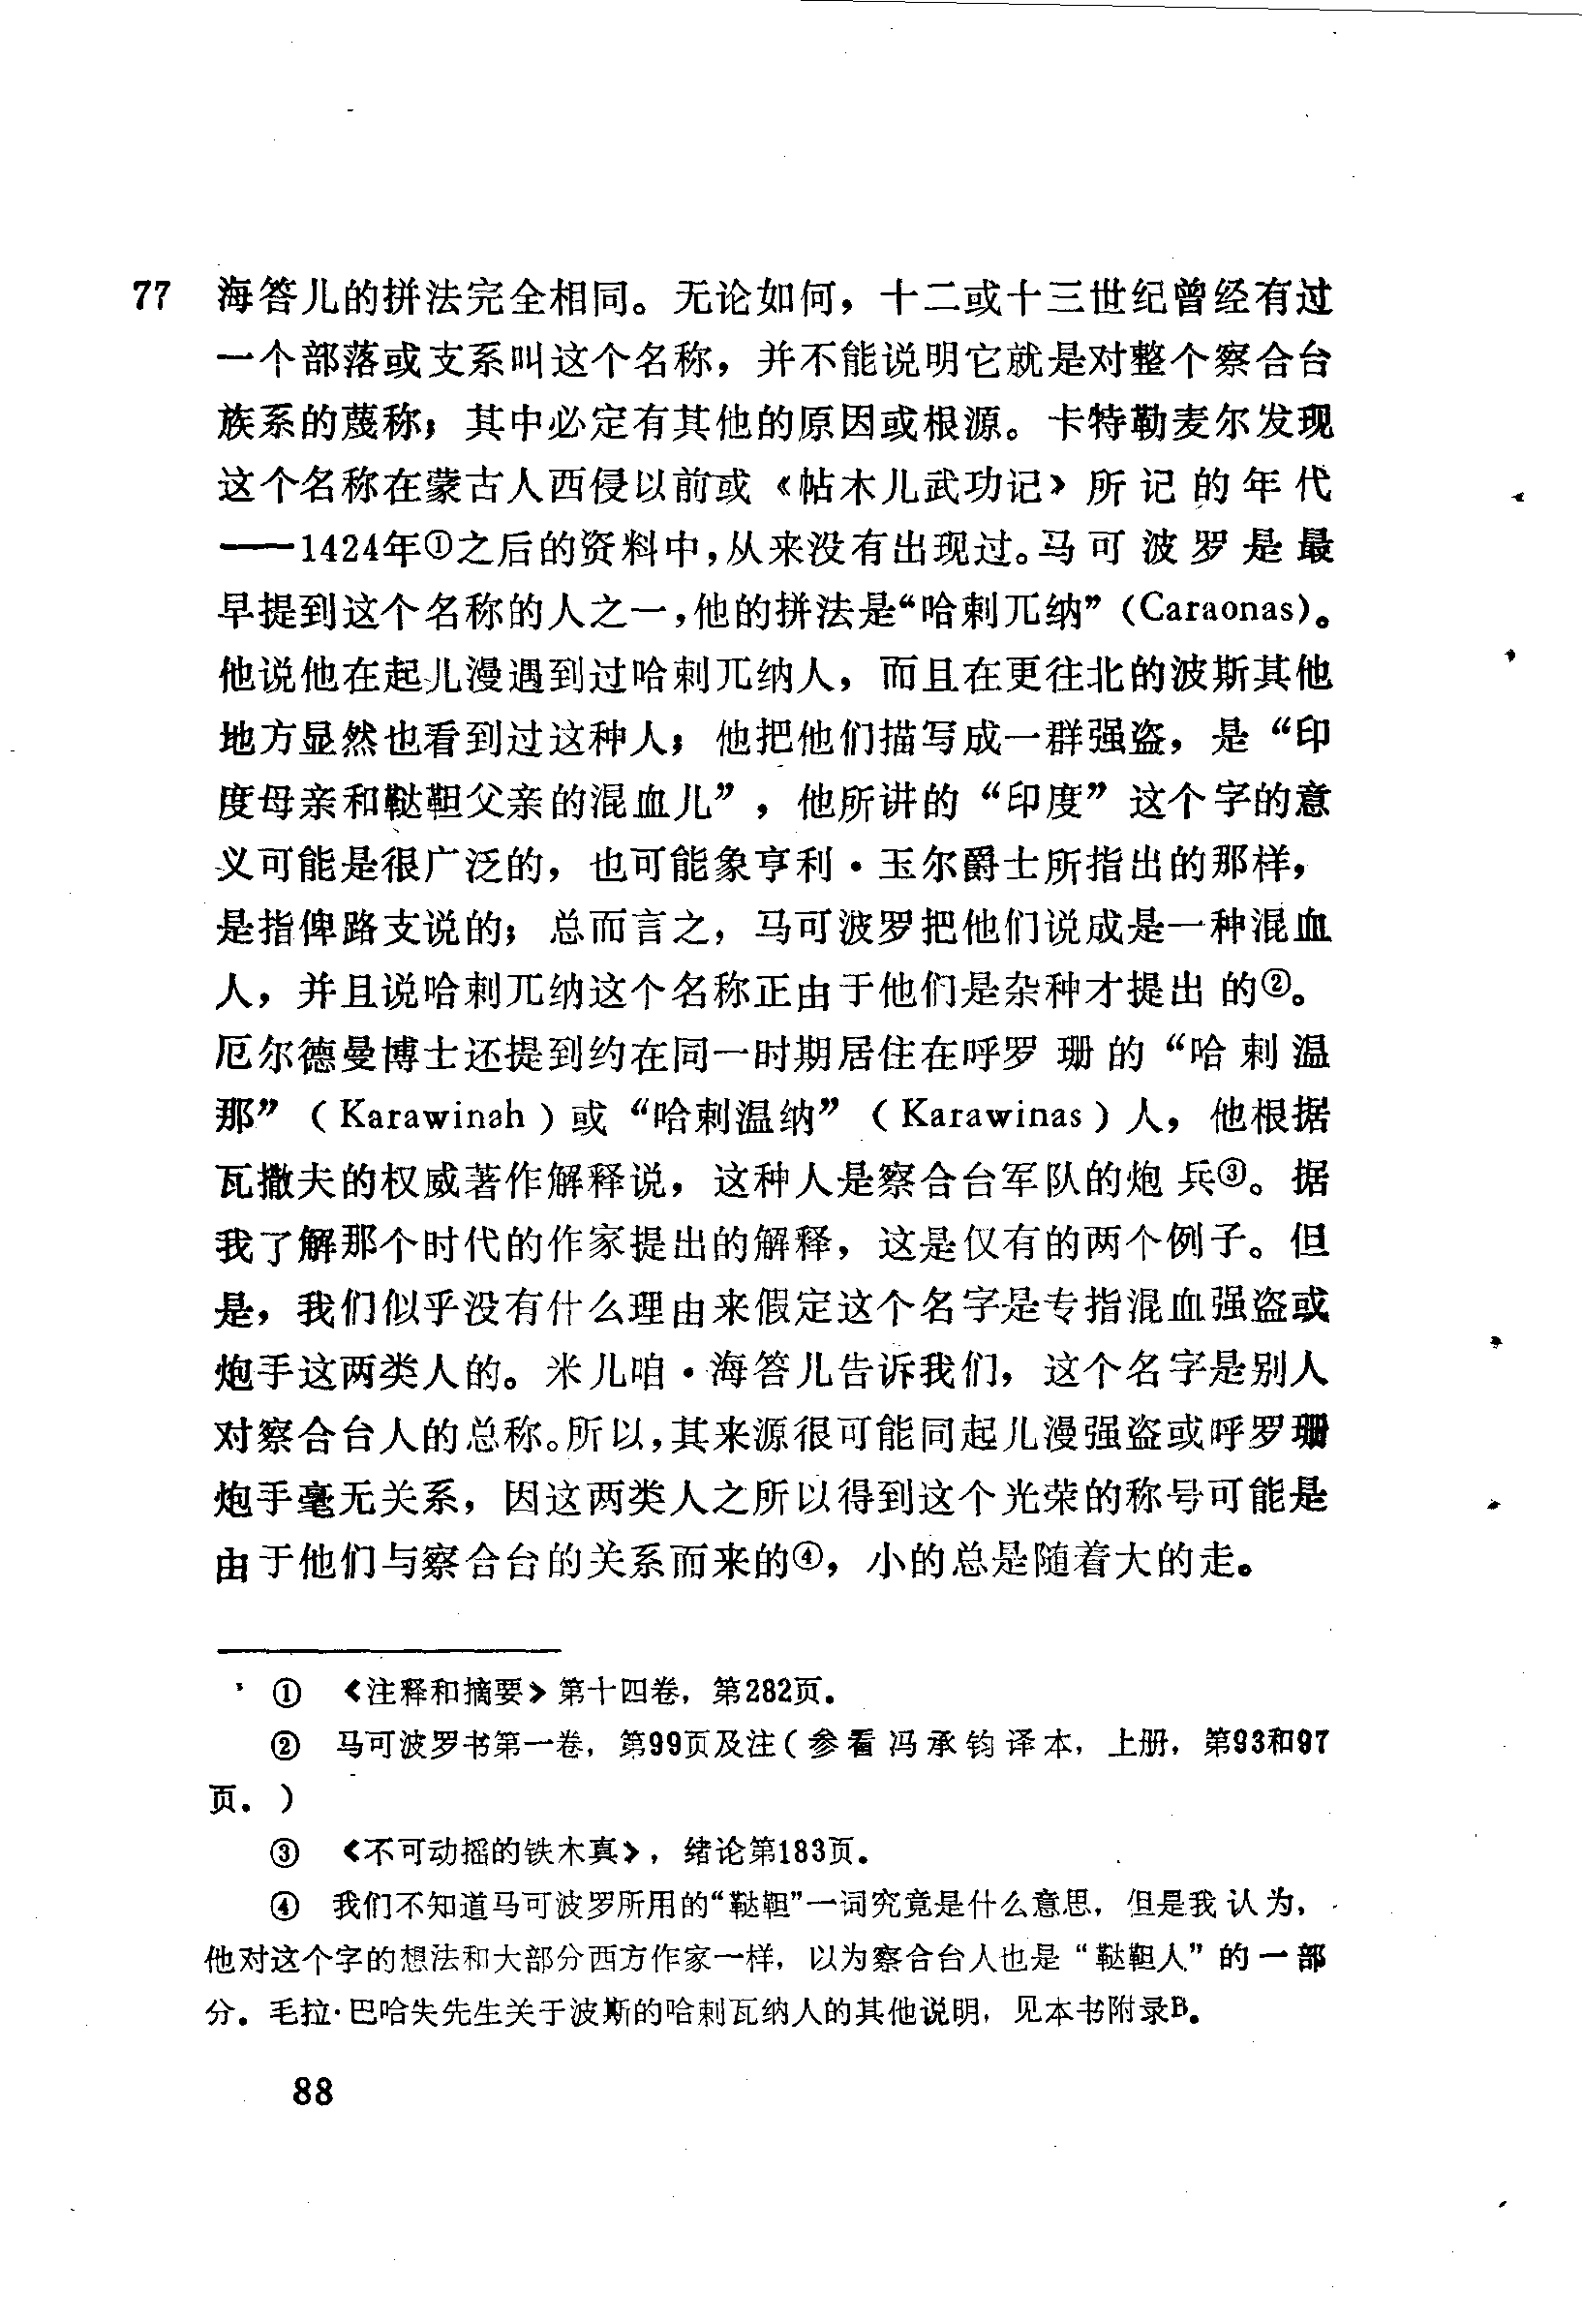 77 海答儿的拼法完全相同。无论如何，十二或十三世纪曾经有过
一个部落或支系叫这个名称，并不能说明它就是对整个察合台
族系的蔑称；其中必定有其他的原因或根源。卡特勒麦尔发现
这个名称在蒙古人西侵以前或《帖木儿武功记》所记的年代
——1424年①之后的资料中，从来没有出现过。马可波罗是最
早提到这个名称的人之一，他的拼法是“哈剌兀纳”（Caraonas）。
他说他在起儿漫遇到过哈剌兀纳人，而且在更往北的波斯其他
地方显然也看到过这种人；他把他们描写成一群强盗，是“印
度母亲和鞑靼父亲的混血儿”，他所讲的“印度”这个字的意
义可能是很广泛的，也可能象亨利·玉尔爵士所指出的那样，
是指俾路支说的；总而言之，马可波罗把他们说成是一种混血
人，并且说哈剌兀纳这个名称正由于他们是杂种才提出的②。
厄尔德曼博士还提到约在同一时期居住在呼罗珊的“哈剌温
那”（Karawinah）或“哈剌温纳”（Karawinas）人，他根据
瓦撒夫的权威著作解释说，这种人是察合台军队的炮兵③。据
我了解那个时代的作家提出的解释，这是仅有的两个例子。但
是，我们似乎没有什么理由来假定这个名字是专指混血强盗或
炮手这两类人的。米儿咱·海答儿告诉我们，这个名字是别人
对察合台人的总称。所以，其来源很可能同起儿漫强盗或呼罗珊
炮手毫无关系，因这两类人之所以得到这个光荣的称号可能是
由于他们与察合台的关系而来的④，小的总是随着大的走。
① 《注释和摘要》第十四卷，第282页。
② 马可波罗书第一卷，第99页及注（参看冯承钧译本，上册，第93和97
页。）
③ 《不可动摇的铁木真》，绪论第183页。
④ 我们不知道马可波罗所用的“鞑靼”一词究竟是什么意思，但是我认为，
他对这个字的想法和大部分西方作家一样，以为察合台人也是“鞑靼人”的一部
分。毛拉·巴哈失先生关于波斯的哈剌瓦纳人的其他说明，见本书附录B。
88